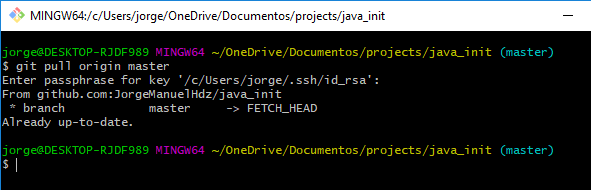 MINGW64:/c/Users/jorge/OneDrive/Documentos/projects/java_init
jorge@DESKTOP-RJDF989 MINGW64 ~/OneDrive/Documentos/projects/java_init (master)
$ git pull origin master
Enter passphrase for key '/c/Users/jorge/.ssh/id_rsa':
From github.com:JorgeManuelHdz/java_init
 * branch            master     -> FETCH_HEAD
Already up-to-date.
jorge@DESKTOP-RJDF989 MINGW64 ~/OneDrive/Documentos/projects/java_init (master)
$